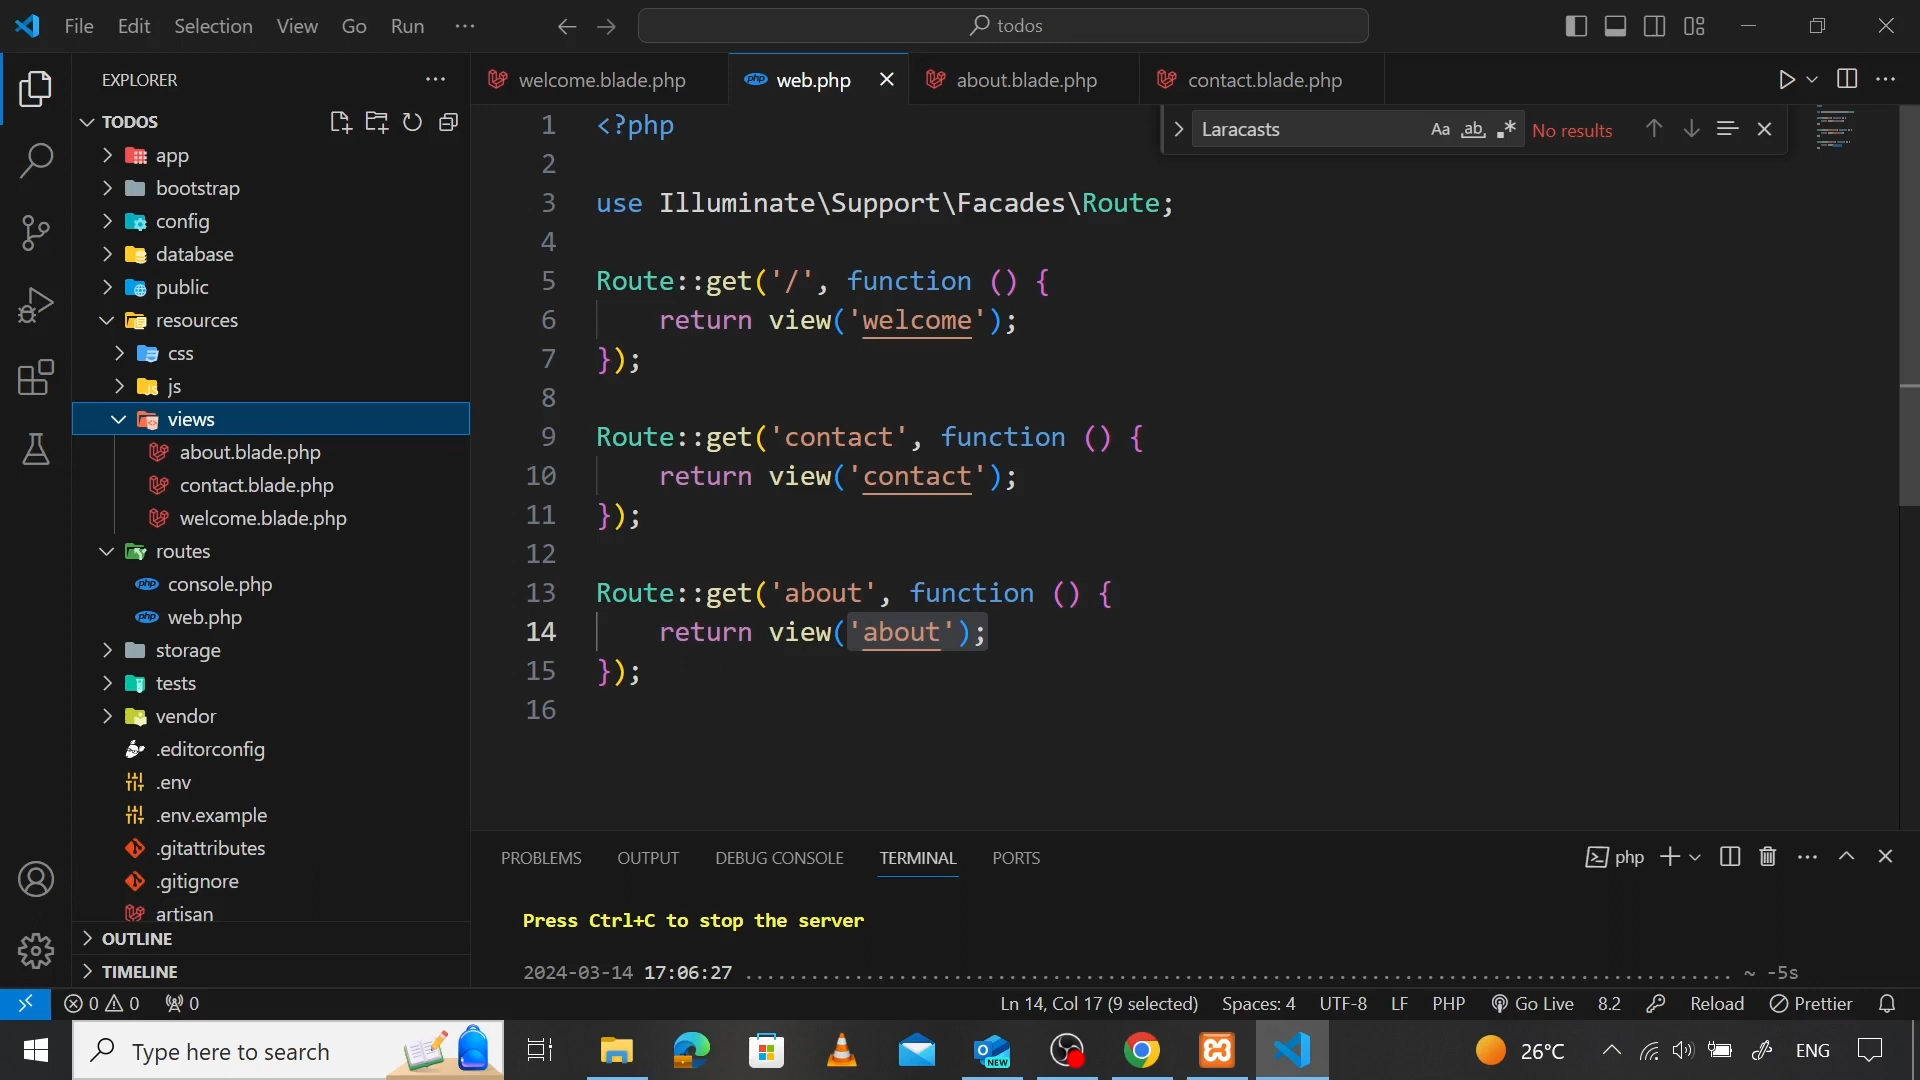 File Edit Selection View Go Run ... todos
EXPLORER ...
TODOS
app
bootstrap
config
database
public
resources
css
js
views
about.blade.php
contact.blade.php
welcome.blade.php
routes
console.php
web.php
storage
tests
vendor
.editorconfig
.env
.env.example
.gitattributes
.gitignore
artisan
OUTLINE
TIMELINE
welcome.blade.php web.php about.blade.php contact.blade.php
Laracasts Aa ab No results
1 <?php
2
3 use Illuminate\Support\Facades\Route;
4
5 Route::get('/', function () {
6 return view('welcome');
7 });
8
9 Route::get('contact', function () {
10 return view('contact');
11 });
12
13 Route::get('about', function () {
14 return view('about');
15 });
16
PROBLEMS OUTPUT DEBUG CONSOLE TERMINAL PORTS php
Press Ctrl+C to stop the server
2024-03-14 17:06:27 ........................................................................................... ~ -5s
0 0 0 Ln 14, Col 17 (9 selected) Spaces: 4 UTF-8 LF PHP Go Live 8.2 Reload Prettier
Type here to search NEW 26°C ENG